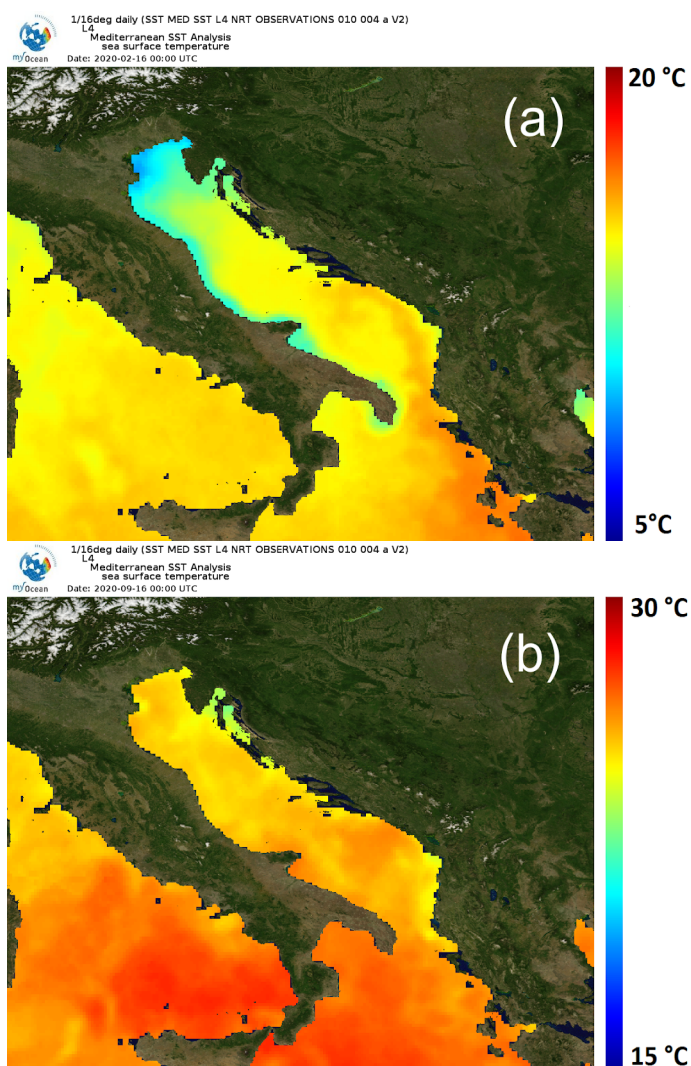 1/16deg daily (SST MED SST L4 NRT OBSERVATIONS 010 004 a V2)
L4
Mediterranean SST Analysis
sea surface temperature
myOcean
Date: 2020-02-16 00:00 UTC
20 °C
(a)
5°C
1/16deg daily (SST MED SST L4 NRT OBSERVATIONS 010 004 a V2)
L4
Mediterranean SST Analysis
sea surface temperature
myOcean
Date: 2020-09-16 00:00 UTC
30 °C
(b)
15 °C